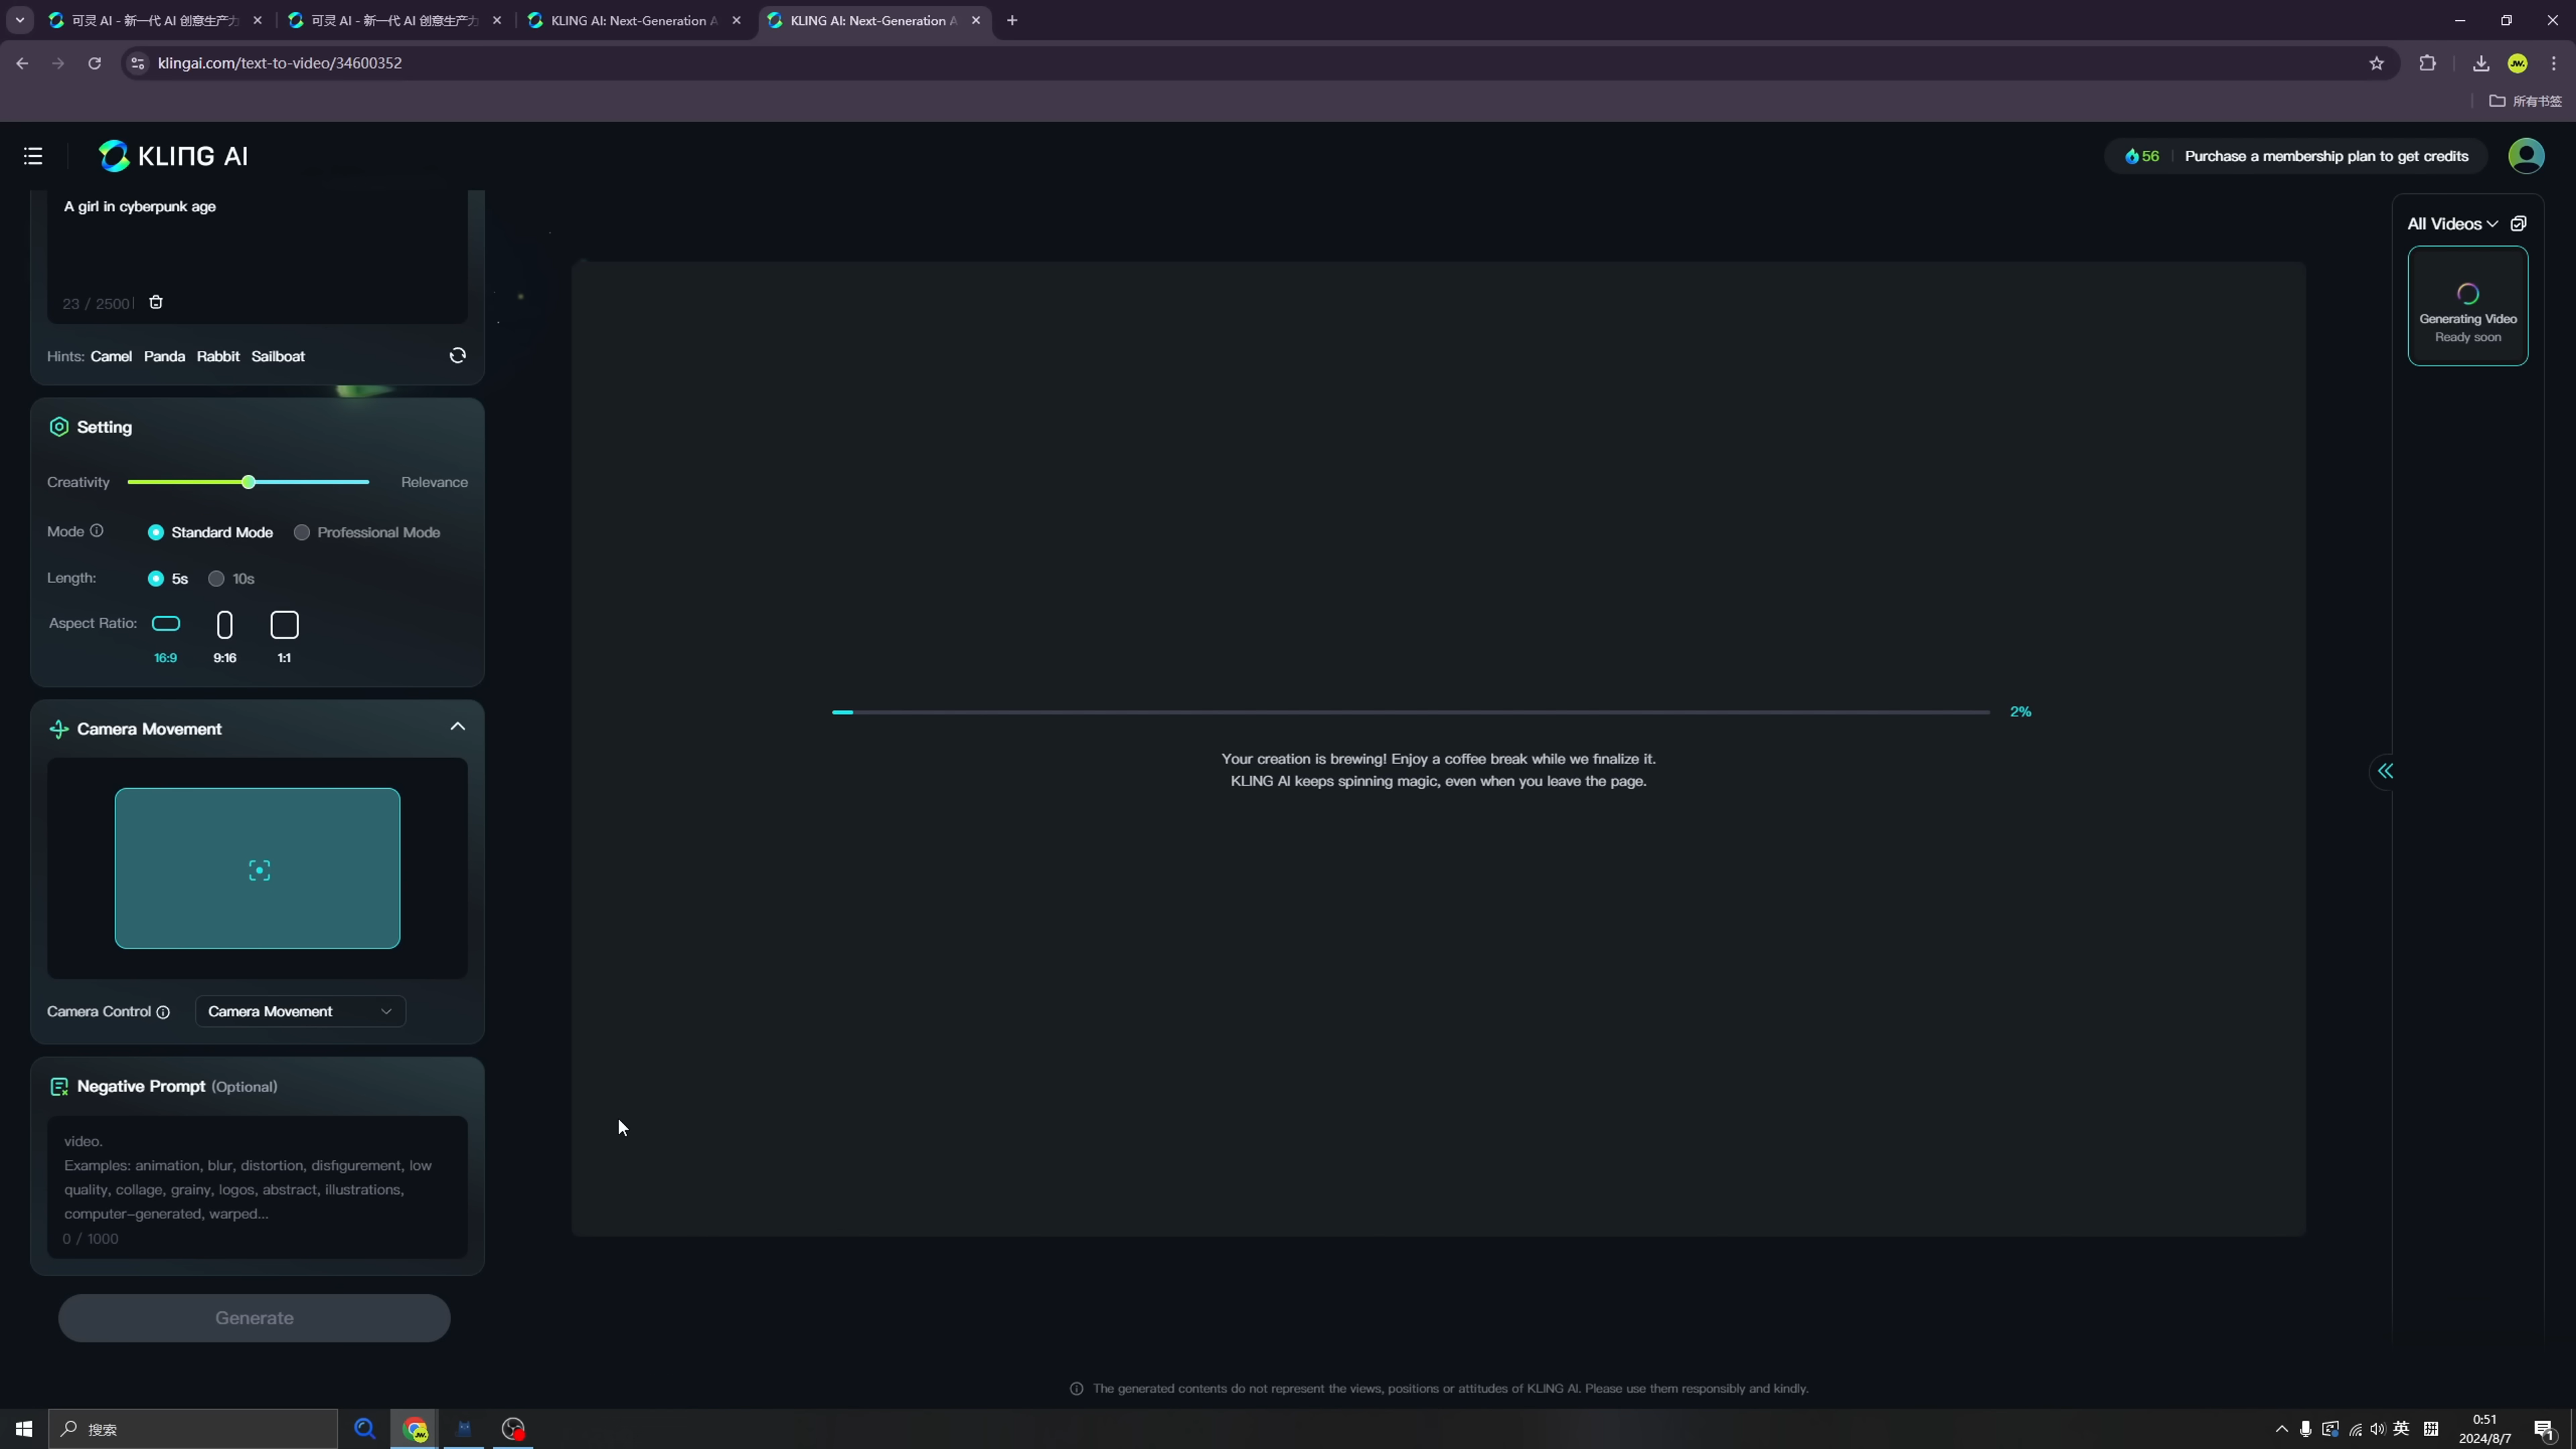 可灵 AI - 新一代 AI 创意生产力
可灵 AI - 新一代 AI 创意生产力
KLING AI: Next-Generation A
KLING AI: Next-Generation A
klingai.com/text-to-video/34600352
所有书签
KLING AI
56
Purchase a membership plan to get credits
A girl in cyberpunk age
23 / 2500
Hints: Camel Panda Rabbit Sailboat
Setting
Creativity
Relevance
Mode
Standard Mode
Professional Mode
Length:
5s
10s
Aspect Ratio:
16:9
9:16
1:1
Camera Movement
Camera Control
Camera Movement
Negative Prompt (Optional)
video.
Examples: animation, blur, distortion, disfigurement, low
quality, collage, grainy, logos, abstract, illustrations,
computer-generated, warped...
0 / 1000
Generate
2%
Your creation is brewing! Enjoy a coffee break while we finalize it.
KLING AI keeps spinning magic, even when you leave the page.
All Videos
Generating Video
Ready soon
The generated contents do not represent the views, positions or attitudes of KLING AI. Please use them responsibly and kindly.
搜索
英
拼
0:51
2024/8/7
1